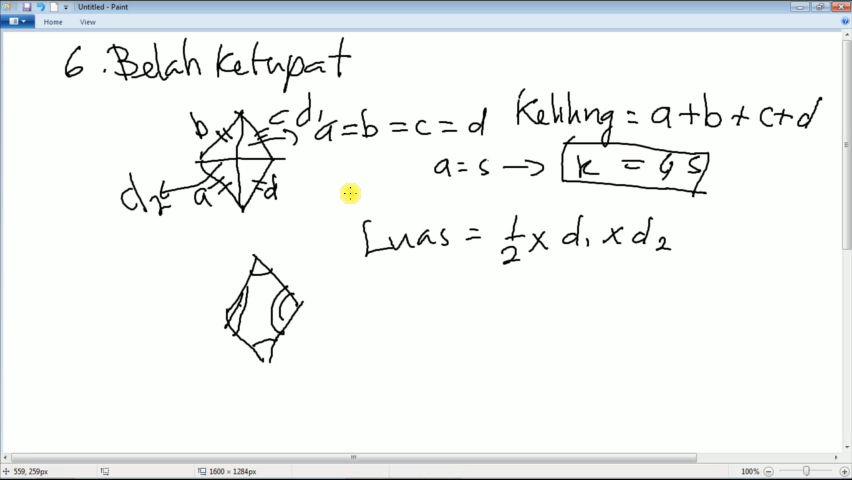 Untitled - Paint
Home View
6. Belah Ketupat
b c d1 a = b = c = d
Keliling = a + b + c + d
d2 a d
a = s → K = 4s
Luas = 1/2 x d1 x d2
559, 259px
1600 × 1284px
100%